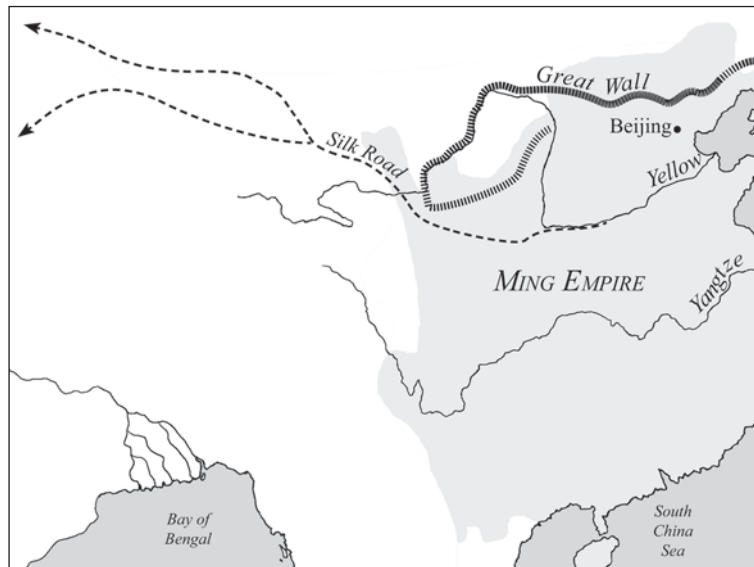 Great Wall
Beijing
Silk Road
Yellow
MING EMPIRE
Yangtze
Bay of
Bengal
South
China
Sea